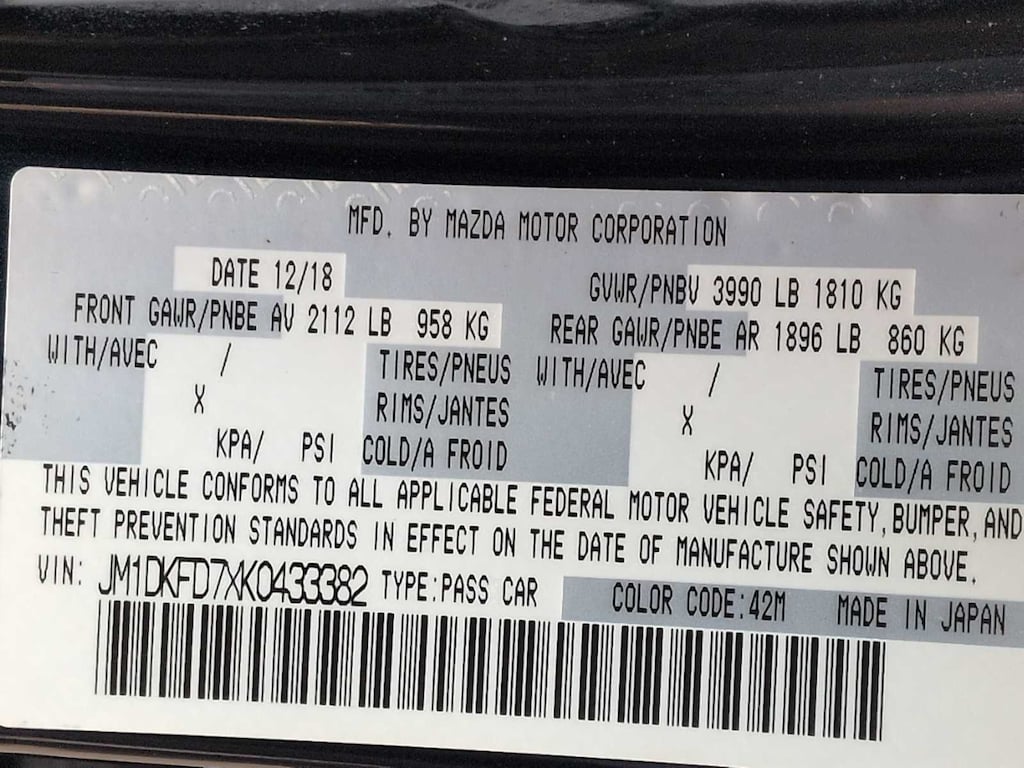 MFD. BY MAZDA MOTOR CORPORATION
DATE 12/18 GVWR/PNBV 3990 LB 1810 KG
FRONT GAWR/PNBE AV 2112 LB 958 KG REAR GAWR/PNBE AR 1896 LB 860 KG
WITH/AVEC / TIRES/PNEUS WITH/AVEC / TIRES/PNEUS
X RIMS/JANTES X RIMS/JANTES
KPA/ PSI COLD/A FROID KPA/ PSI COLD/A FROID
THIS VEHICLE CONFORMS TO ALL APPLICABLE FEDERAL MOTOR VEHICLE SAFETY, BUMPER, AND
THEFT PREVENTION STANDARDS IN EFFECT ON THE DATE OF MANUFACTURE SHOWN ABOVE.
VIN: JM1DKFD7XK0433382 TYPE:PASS CAR COLOR CODE:42M MADE IN JAPAN